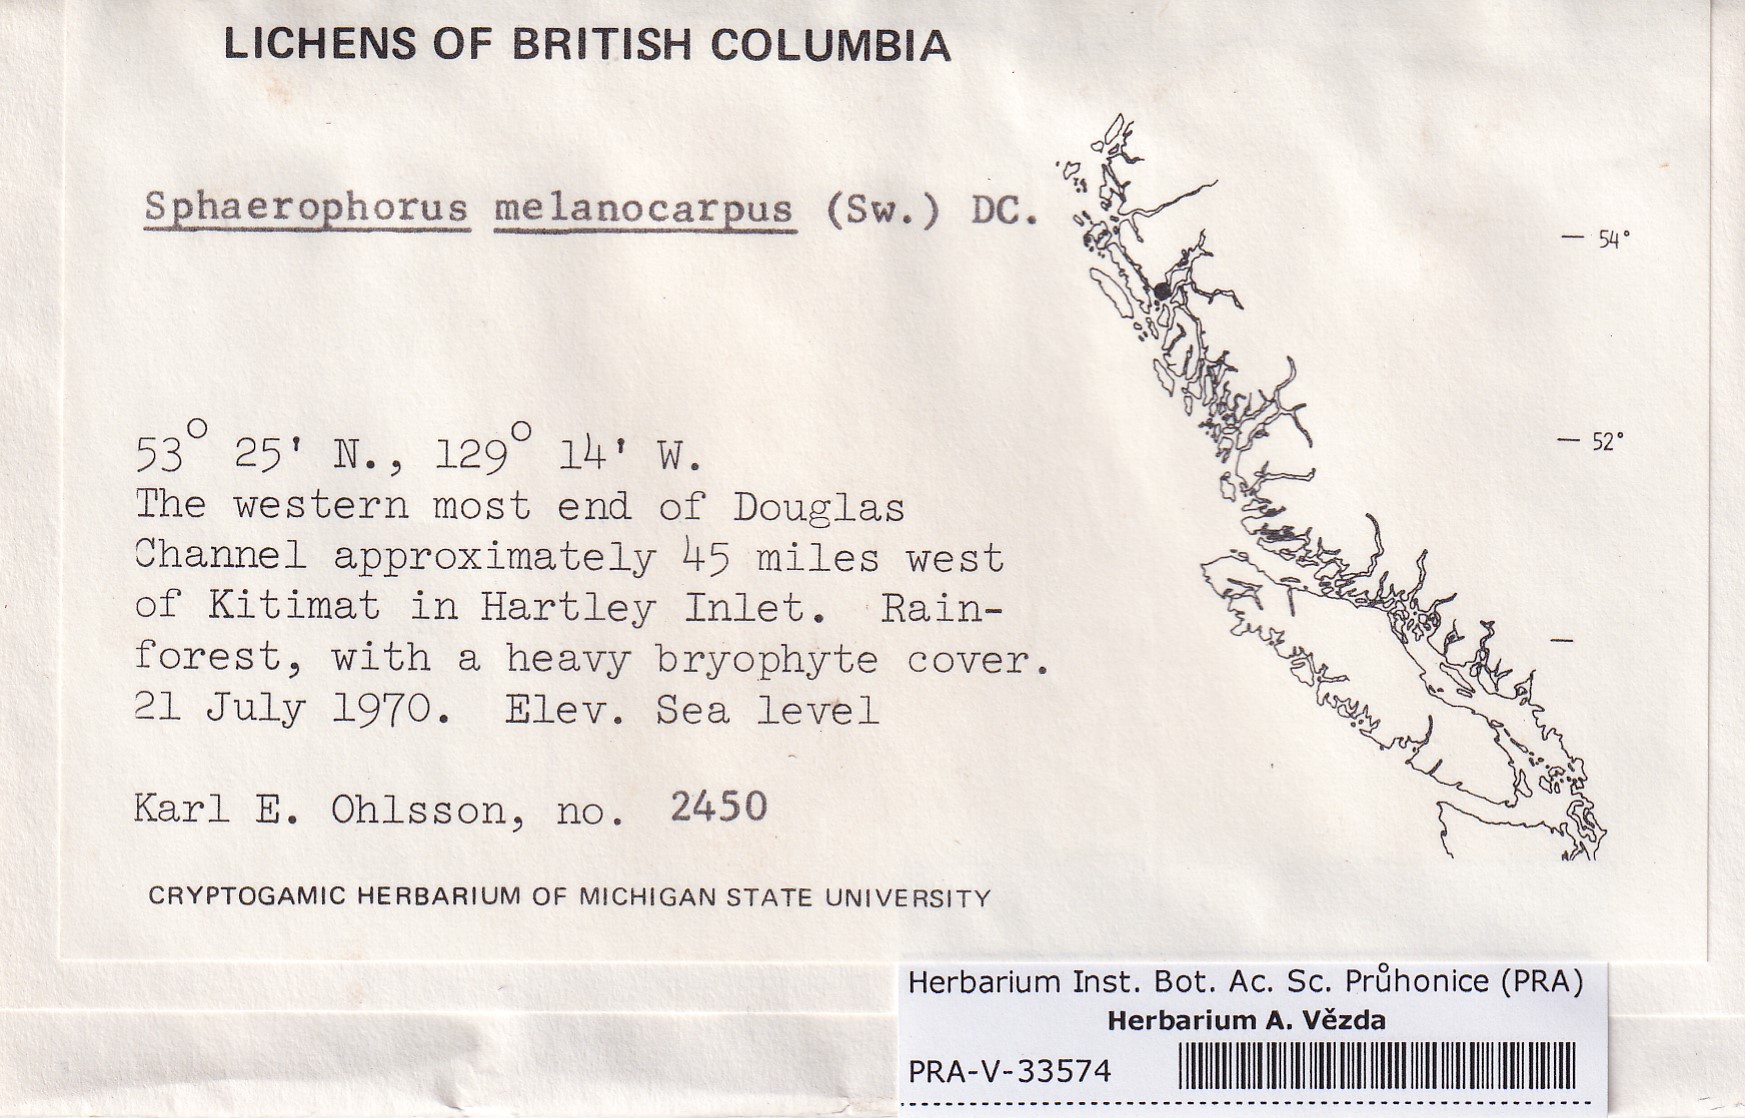 LICHENS OF BRITISH COLUMBIA
Sphaerophorus melanocarpus (Sw.) DC.
— 54°
— 52°
53° 25' N., 129° 14' W.
The western most end of Douglas
Channel approximately 45 miles west
of Kitimat in Hartley Inlet. Rain-
forest, with a heavy bryophyte cover.
21 July 1970. Elev. Sea level
Karl E. Ohlsson, no. 2450
CRYPTOGAMIC HERBARIUM OF MICHIGAN STATE UNIVERSITY
Herbarium Inst. Bot. Ac. Sc. Průhonice (PRA)
Herbarium A. Vězda
PRA-V-33574